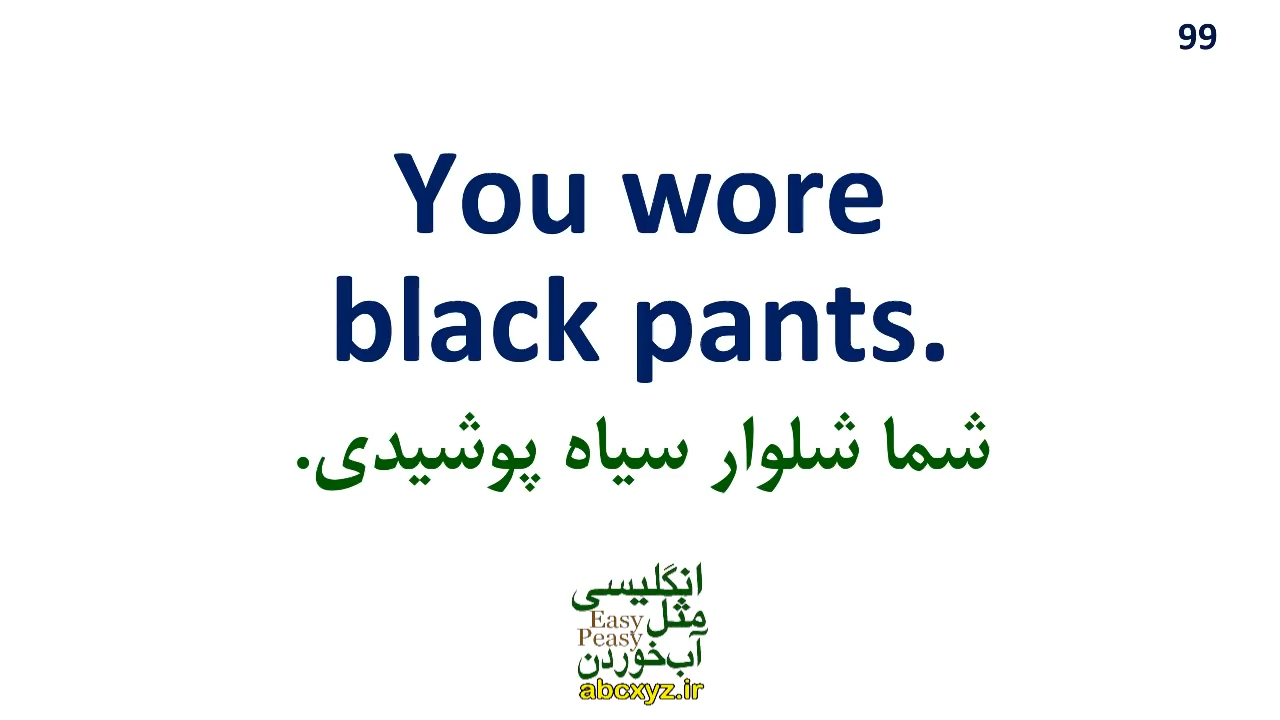 99
You wore
black pants.
شما شلوار سیاه پوشیدی.
انگلیسی
مثل
Easy
Peasy
آب‌خوردن
abcxyz.ir